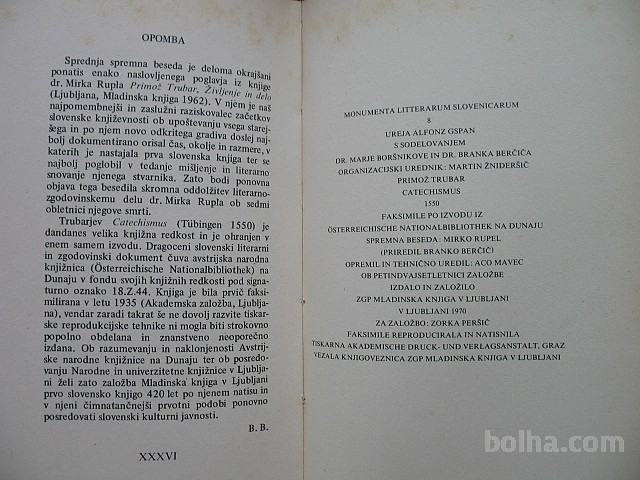 OPOMBA
Sprednja spremna beseda je deloma okrajšani
ponatis enako naslovljenega poglavja iz knjige
dr. Mirka Rupla Primož Trubar, Življenje in delo
(Ljubljana, Mladinska knjiga 1962). V njem je naš
najpomembnejši in zaslužni raziskovalec začetkov
slovenske književnosti ob upoštevanju vsega starej-
šega in po njem novo odkritega gradiva doslej naj-
bolj dokumentirano orisal čas, okolje in razmere, v
katerih je nastajala prva slovenska knjiga ter se
najbolj poglobil v tedanje mišljenje in literarno
snovanje njenega stvarnika. Zato bodi ponovna
objava tega besedila skromna oddolžitev literarno-
zgodovinskemu delu dr. Mirka Rupla ob sedmi
obletnici njegove smrti.
Trubarjev Catechismus (Tübingen 1550) je
dandanes velika knjižna redkost in je ohranjen v
enem samem izvodu. Dragoceni slovenski literarni
in zgodovinski dokument čuva avstrijska narodna
knjižnica (Österreichische Nationalbibliothek) na
Dunaju v fondu svojih knjižnih redkosti pod sig-
naturno oznako 18.Z.44. Knjiga je bila prvič faksi-
milirana v letu 1935 (Akademska založba, Ljublja-
na), vendar zaradi takrat še ne dovolj razvite tiskar-
ske reprodukcijske tehnike ni mogla biti strokovno
popolno obdelana in znanstveno neoporečno
izdana. Ob razumevanju in naklonjenosti Avstrij-
ske narodne knjižnice na Dunaju ter ob posredo-
vanju Narodne in univerzitetne knjižnice v Ljublja-
ni želi zato založba Mladinska knjiga v Ljubljani
prvo slovensko knjigo 420 let po njenem natisu in
v njeni čimnatančnejši prvotni podobi ponovno
posredovati slovenski kulturni javnosti.
B. B.
XXXVI
MONUMENTA LITTERARUM SLOVENICARUM
8
UREJA ALFONZ GSPAN
S SODELOVANJEM
DR. MARJE BORŠNIKOVE IN DR. BRANKA BERČIČA
ORGANIZACIJSKI UREDNIK: MARTIN ŽNIDERŠIČ
PRIMOŽ TRUBAR
CATECHISMUS
1550
FAKSIMILE PO IZVODU IZ
ÖSTERREICHISCHE NATIONALBIBLIOTHEK NA DUNAJU
SPREMNA BESEDA: MIRKO RUPEL
(PRIREDIL BRANKO BERČIČ)
OPREMIL IN TEHNIČNO UREDIL: ACO MAVEC
OB PETINDVAJSETLETNICI ZALOŽBE
IZDALO IN ZALOŽILO
ZGP MLADINSKA KNJIGA V LJUBLJANI
V LJUBLJANI 1970
ZA ZALOŽBO: ZORKA PERŠIČ
FAKSIMILE REPRODUCIRALA IN NATISNILA
TISKARNA AKADEMISCHE DRUCK- UND VERLAGSANSTALT, GRAZ
VEZALA KNJIGOVEZNICA ZGP MLADINSKA KNJIGA V LJUBLJANI
bolha.com